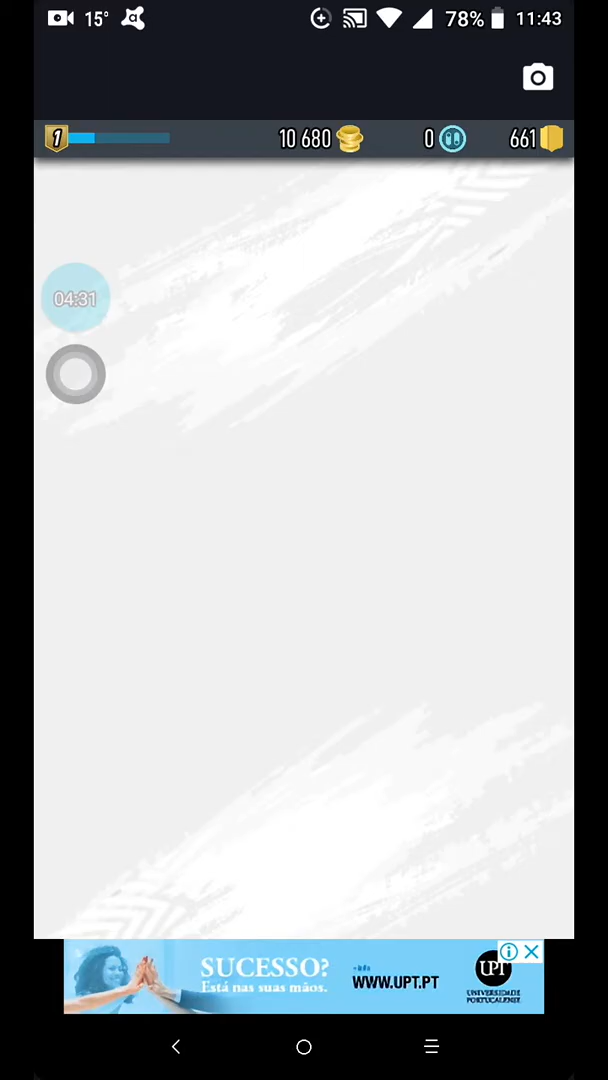 15° 78% 11:43
1 10 680 0 661
04:31
SUCESSO?
Está nas suas mãos.
+info
WWW.UPT.PT
UPT
UNIVERSIDADE
PORTUCALENSE